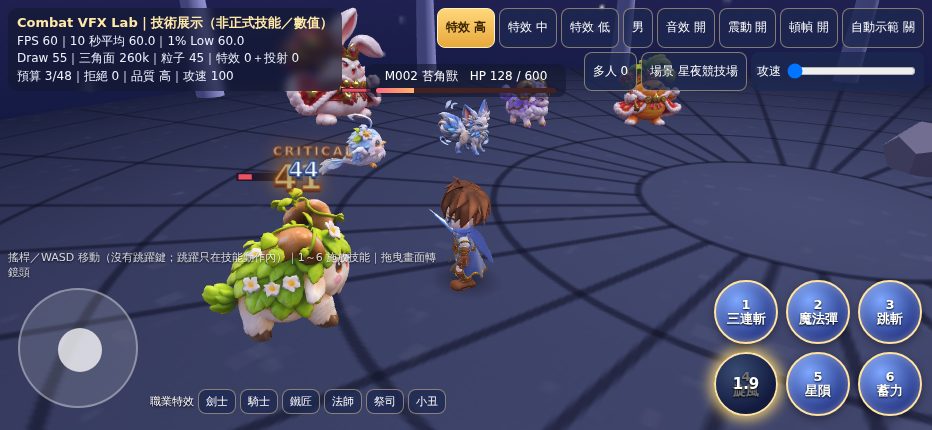 Combat VFX Lab｜技術展示（非正式技能／數值）
FPS 60｜10 秒平均 60.0｜1% Low 60.0
Draw 55｜三角面 260k｜粒子 45｜特效 0＋投射 0
預算 3/48｜拒絕 0｜品質 高｜攻速 100
特效 高
特效 中
特效 低
男
音效 開
震動 開
頓幀 開
自動示範 關
多人 0
場景 星夜競技場
攻速
M002 苔角獸 HP 128 / 600
CRITICAL
44
41
搖桿／WASD 移動（沒有跳躍鍵；跳躍只在技能動作內）｜1～6 施放技能｜拖曳畫面轉
鏡頭
1
三連斬
2
魔法彈
3
跳斬
4
1.9
旋風
5
星隕
6
蓄力
職業特效
劍士
騎士
鐵匠
法師
祭司
小丑